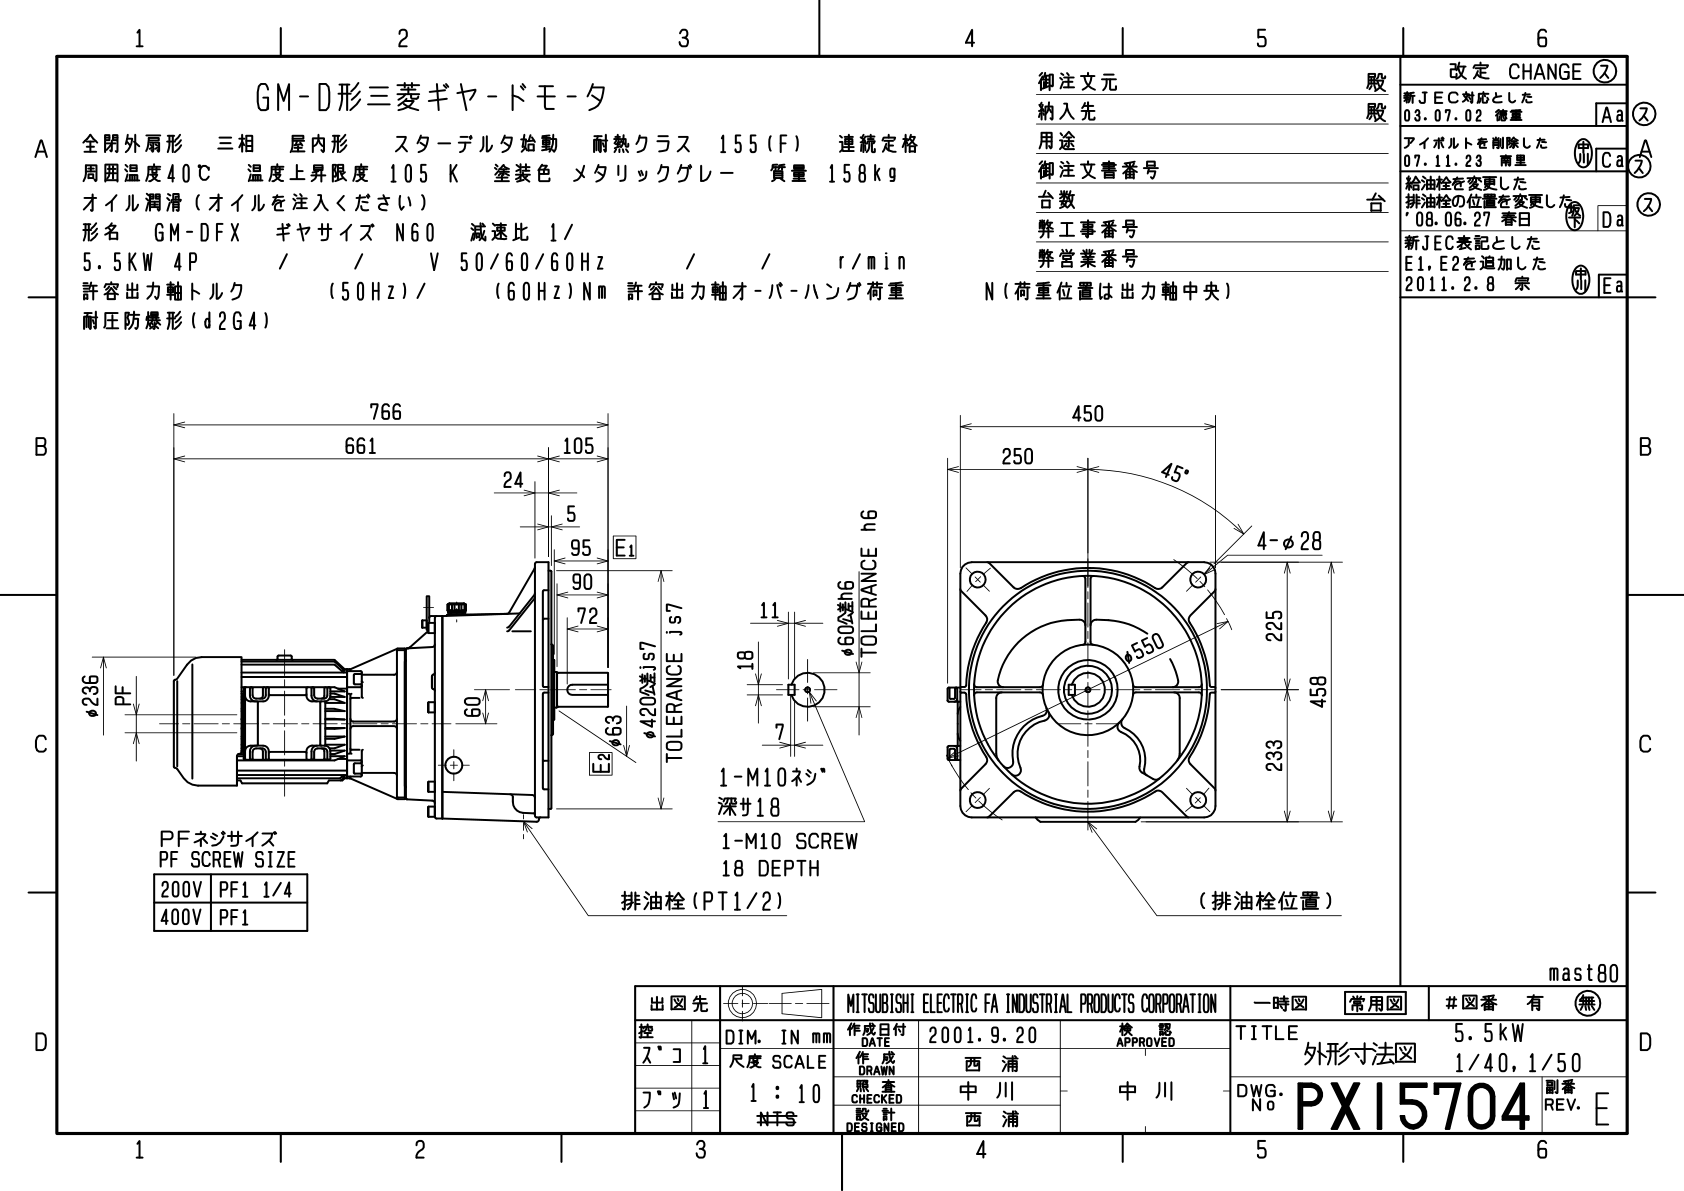 1 2 3 4 5 6
GM-D形三菱ギヤードモータ
全閉外扇形 三相 屋内形 スターデルタ始動 耐熱クラス 155(F) 連続定格
周囲温度40℃ 温度上昇限度 105 K 塗装色 メタリックグレー 質量 158kg
オイル潤滑(オイルを注入ください)
形名 GM-DFX ギヤサイズ N60 減速比 1/
5.5KW 4P / / V 50/60/60Hz / / r/min
許容出力軸トルク (50Hz)/ (60Hz)Nm 許容出力軸オーバーハング荷重 N(荷重位置は出力軸中央)
耐圧防爆形(d2G4)
御注文元 殿
納入先 殿
用途
御注文書番号
台数 台
弊工事番号
弊営業番号
改定 CHANGE ス
新JEC対応とした
03.07.02 徳重 Aa ス
アイボルトを削除した
07.11.23 南里 中川 Ca ス
給油栓を変更した
排油栓の位置を変更した
'08.06.27 春日 Da ス
新JEC表記とした
E1,E2を追加した
2011.2.8 宗 中川 Ea
A A
B B
C C
D D
766
661 105
24
5
95 E1
90
72
φ236
PF
60
φ63
E2
φ420公差js7
TOLERANCE js7
11
18
7
φ60公差h6
TOLERANCE h6
1-M10ネジ
深サ18
1-M10 SCREW
18 DEPTH
450
250
45°
4-φ28
φ550
225
458
233
PFネジサイズ
PF SCREW SIZE
200V PF1 1/4
400V PF1
排油栓(PT1/2)
(排油栓位置)
mast80
出図先
控
ズコ 1
ブツ 1
DIM. IN mm
尺度 SCALE
1 : 10
NTS
MITSUBISHI ELECTRIC FA INDUSTRIAL PRODUCTS CORPORATION
作成日付 DATE 2001.9.20
作成 DRAWN 西浦
照査 CHECKED 中川
設計 DESIGNED 西浦
検認 APPROVED
中川
一時図 常用図 #図番 有 無
TITLE 外形寸法図
5.5kW
1/40,1/50
DWG. No PX15704
副番 REV. E
1 2 3 4 5 6